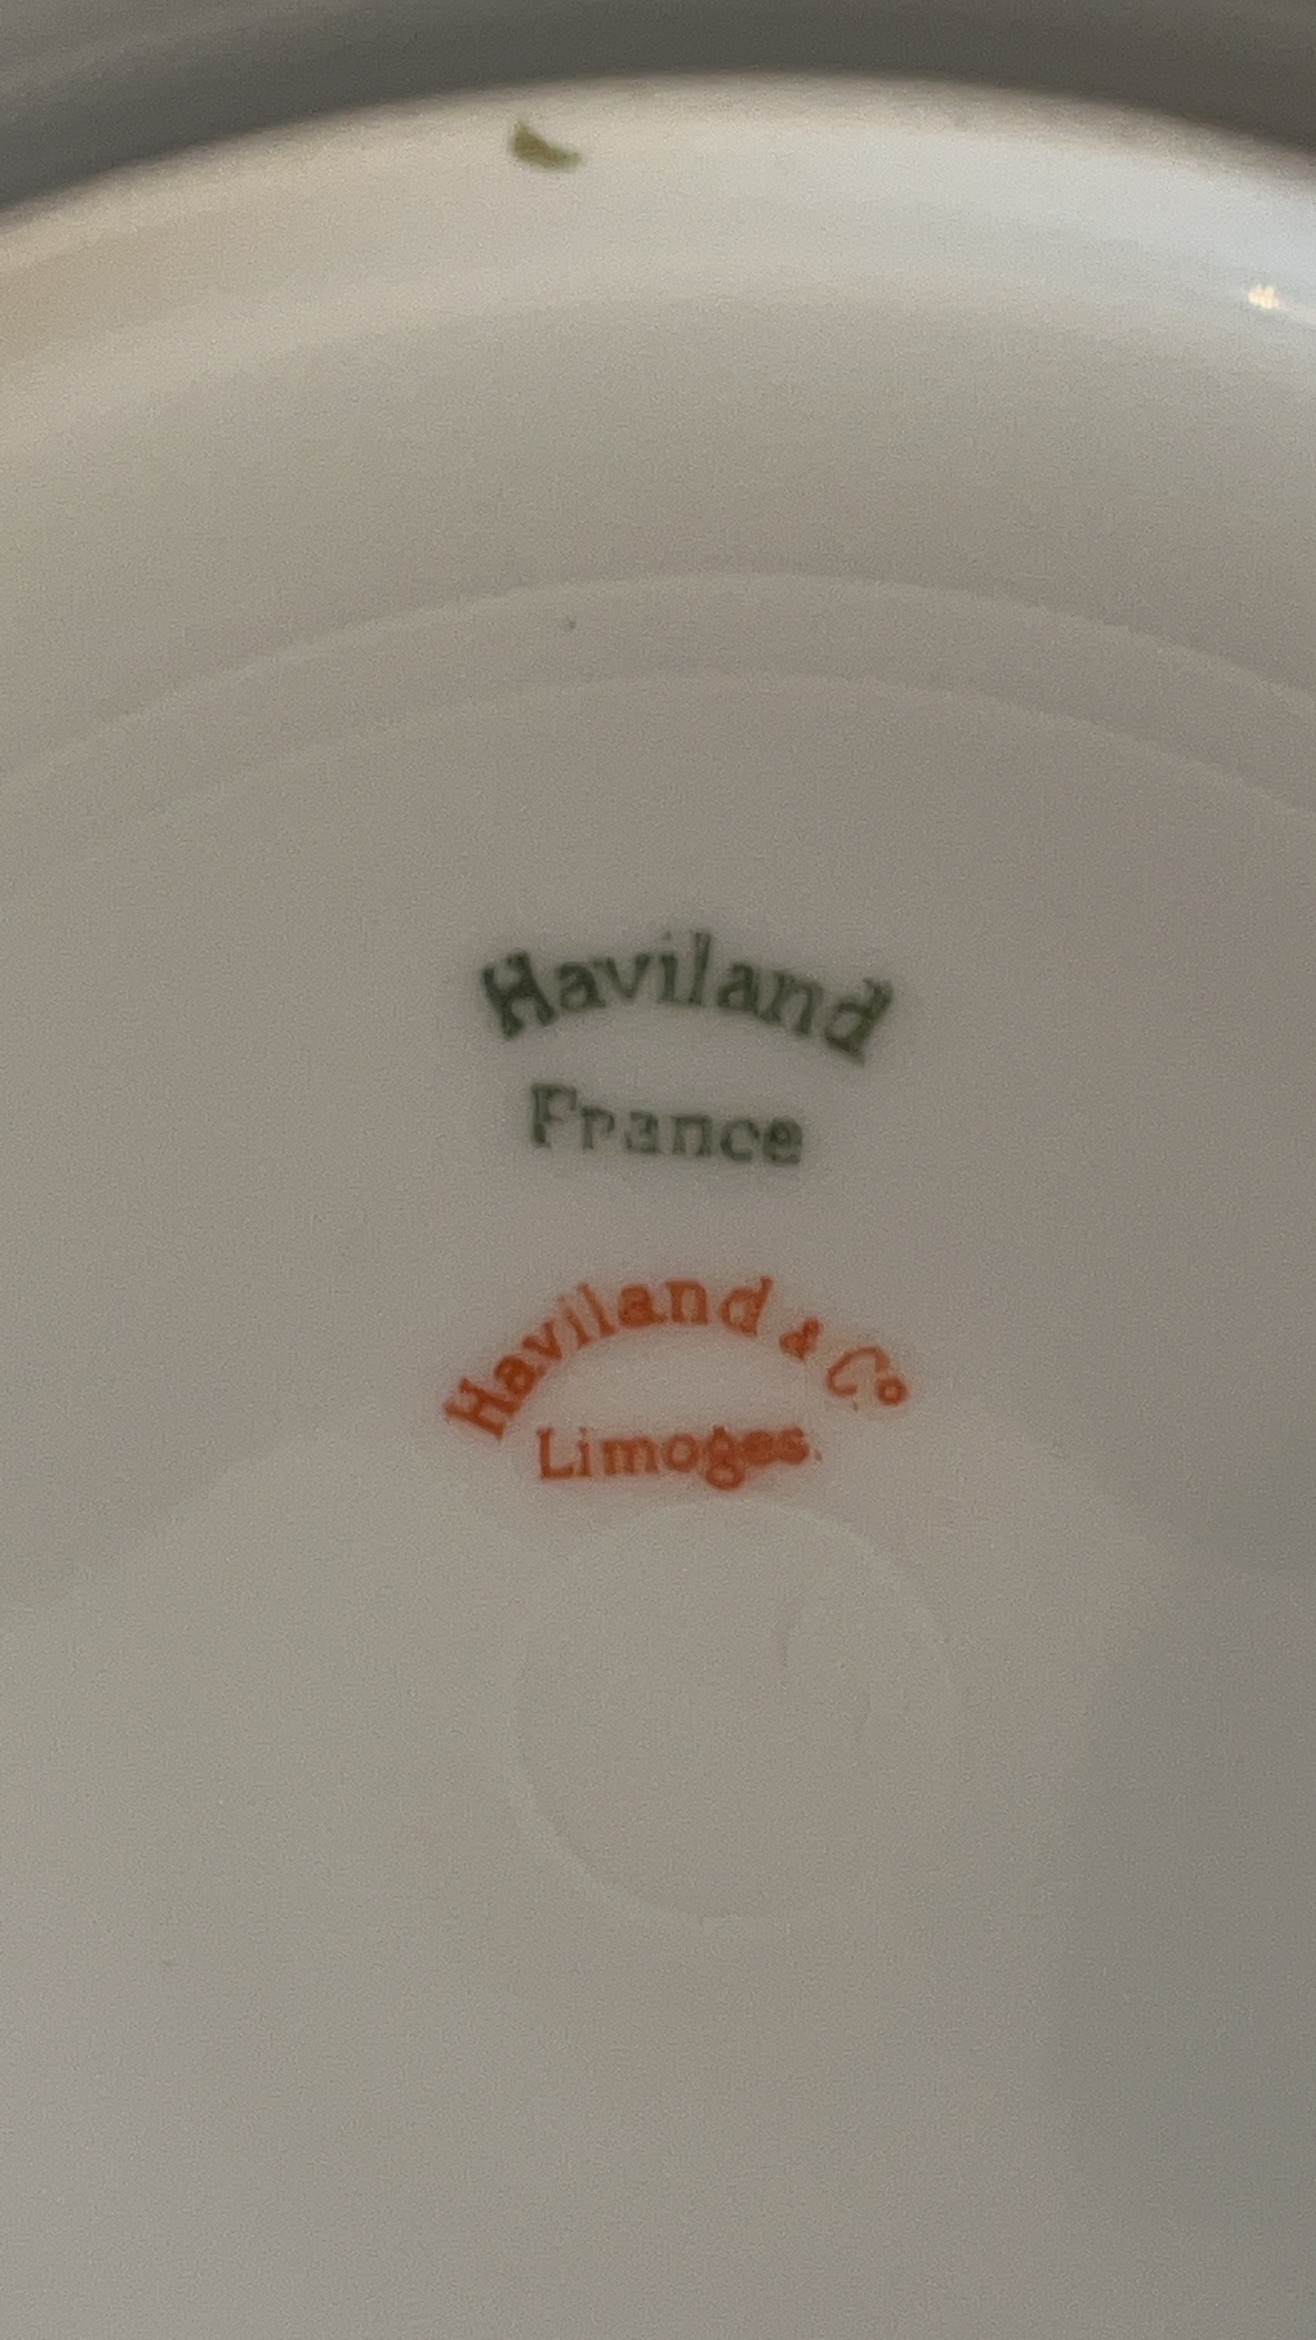 Haviland
France
Haviland & Cº
Limoges.